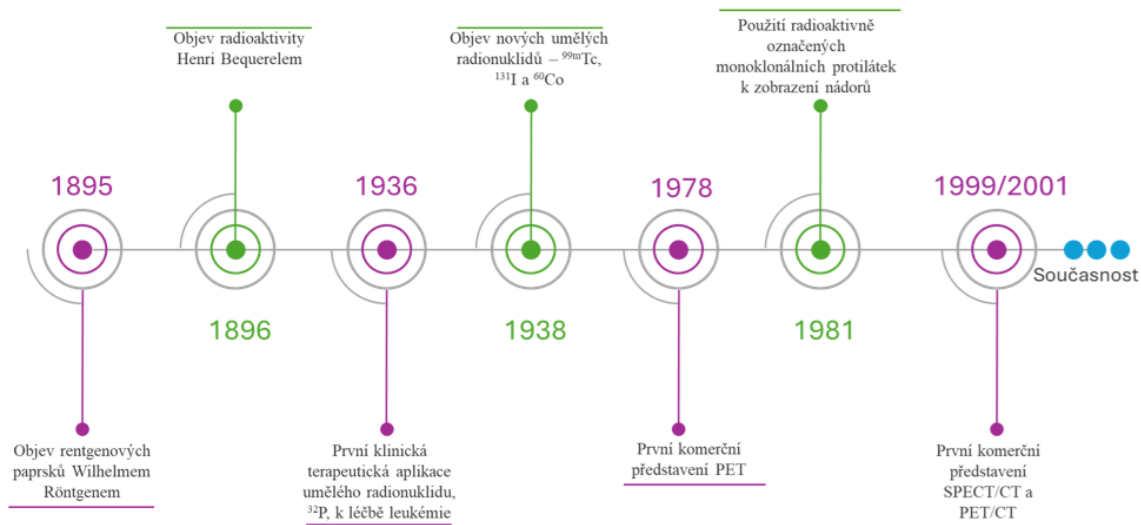 Objev radioaktivity
Henri Bequerelem
Objev nových umělých
radionuklidů – ⁹⁹ᵐTc,
¹³¹I a ⁶⁰Co
Použití radioaktivně
označených
monoklonálních protilátek
k zobrazení nádorů
1895
1936
1978
1999/2001
Současnost
1896
1938
1981
Objev rentgenových
paprsků Wilhelmem
Röntgenem
První klinická
terapeutická aplikace
umělého radionuklidu,
³²P, k léčbě leukémie
První komerční
představení PET
První komerční
představení
SPECT/CT a
PET/CT